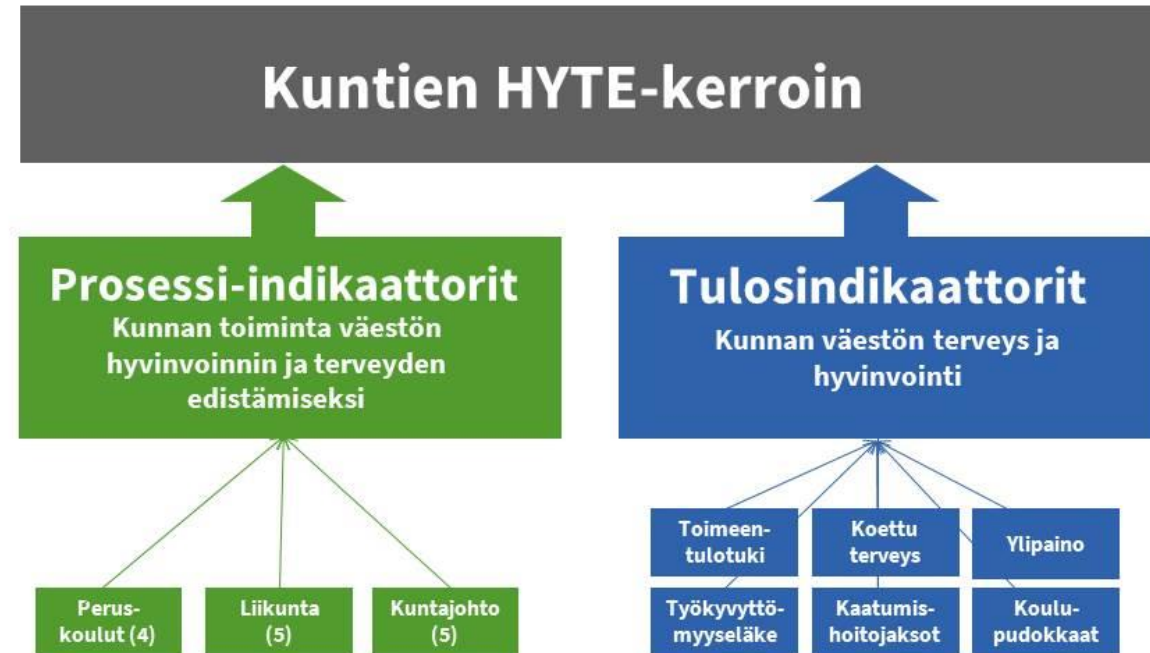 Kuntien HYTE-kerroin
Prosessi-indikaattorit
Kunnan toiminta väestön
hyvinvoinnin ja terveyden
edistämiseksi
Tulosindikaattorit
Kunnan väestön terveys ja
hyvinvointi
Toimeen-
tulotuki
Koettu
terveys
Ylipaino
Perus-
koulut (4)
Liikunta
(5)
Kuntajohto
(5)
Työkyvyttö-
myyseläke
Kaatumis-
hoitojaksot
Koulu-
pudokkaat